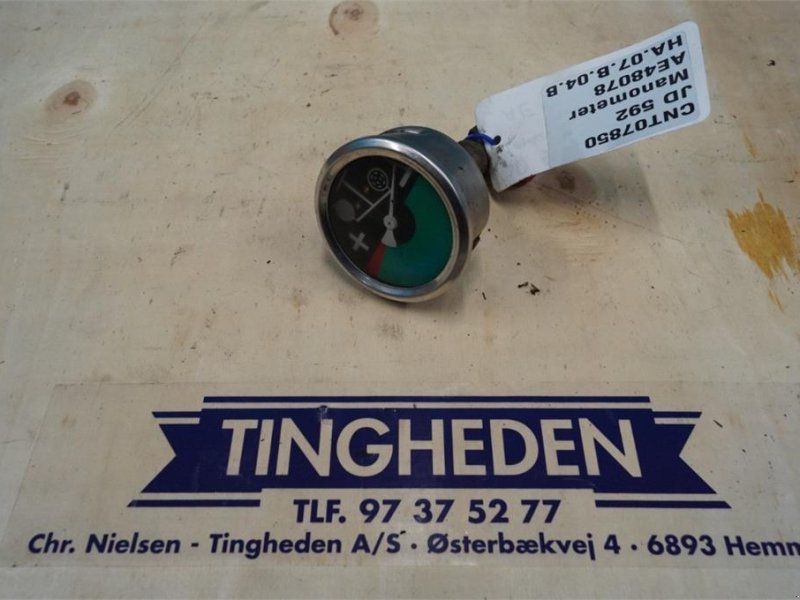 CNT07850
JD 592
Manometer
AE48078
HA.07.B.04.B
TINGHEDEN
TLF. 97 37 52 77
Chr. Nielsen - Tingheden A/S · Østerbækvej 4 · 6893 Hemm